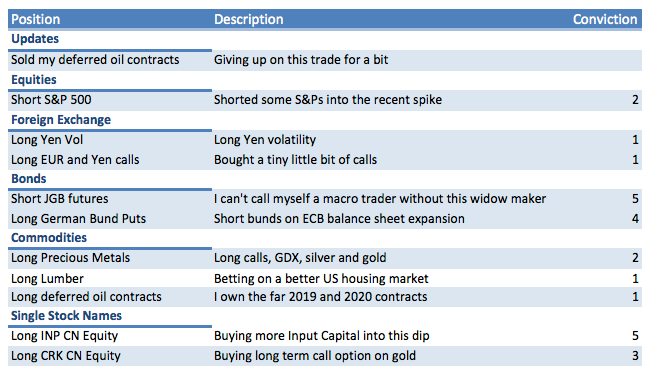 Position Description Conviction
Updates
Sold my deferred oil contracts Giving up on this trade for a bit
Equities
Short S&P 500 Shorted some S&Ps into the recent spike 2
Foreign Exchange
Long Yen Vol Long Yen volatility 1
Long EUR and Yen calls Bought a tiny little bit of calls 1
Bonds
Short JGB futures I can't call myself a macro trader without this widow maker 5
Long German Bund Puts Short bunds on ECB balance sheet expansion 4
Commodities
Long Precious Metals Long calls, GDX, silver and gold 2
Long Lumber Betting on a better US housing market 1
Long deferred oil contracts I own the far 2019 and 2020 contracts 1
Single Stock Names
Long INP CN Equity Buying more Input Capital into this dip 5
Long CRK CN Equity Buying long term call option on gold 3